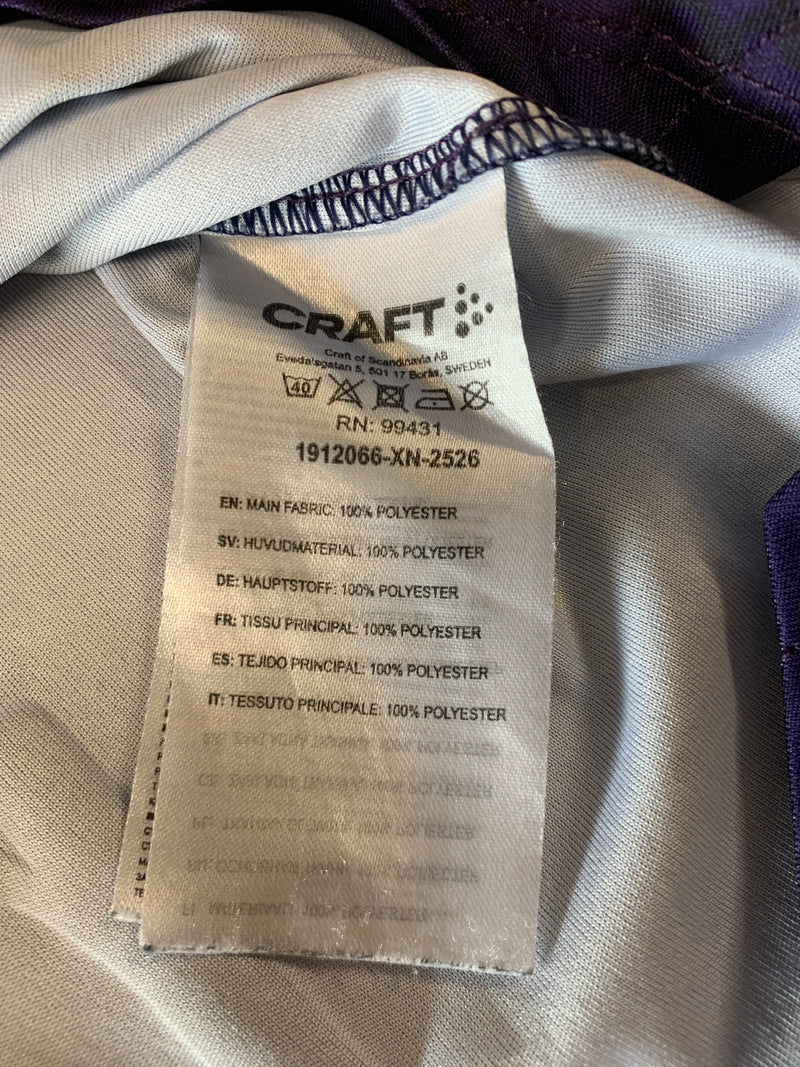 CRAFT
Craft of Scandinavia AB
Evedalsgatan 5, 501 17 Borås, SWEDEN
40
RN: 99431
1912066-XN-2526
EN: MAIN FABRIC: 100% POLYESTER
SV: HUVUDMATERIAL: 100% POLYESTER
DE: HAUPTSTOFF: 100% POLYESTER
FR: TISSU PRINCIPAL: 100% POLYESTER
ES: TEJIDO PRINCIPAL: 100% POLYESTER
IT: TESSUTO PRINCIPALE: 100% POLYESTER